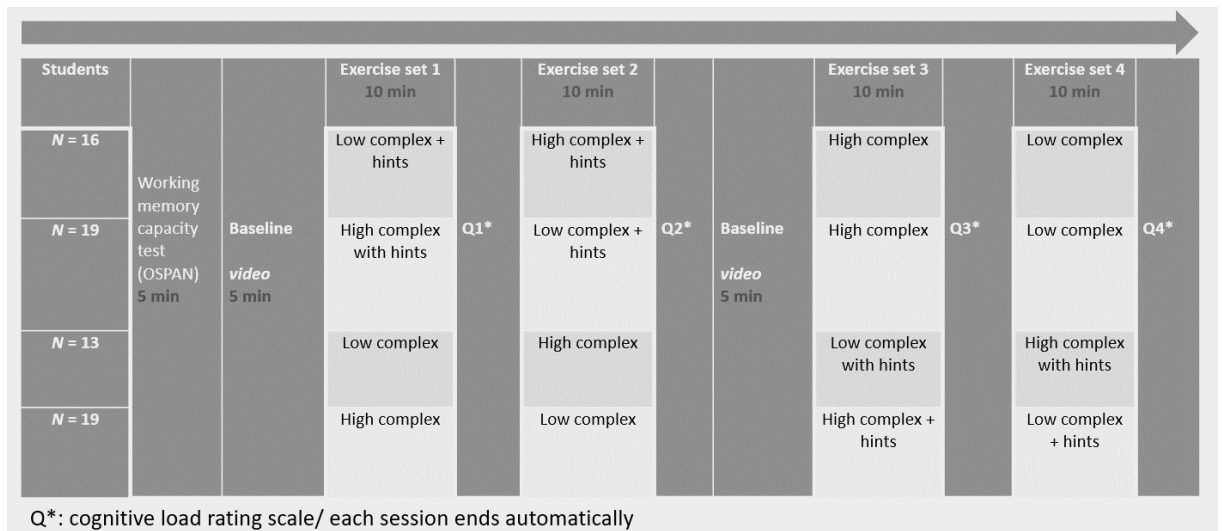 Students
Exercise set 1
10 min
Exercise set 2
10 min
Exercise set 3
10 min
Exercise set 4
10 min
N = 16
Low complex +
hints
High complex +
hints
High complex
Low complex
Working
memory
capacity
test
(OSPAN)
5 min
Baseline
video
5 min
N = 19
High complex
with hints
Q1*
Low complex +
hints
Q2*
Baseline
video
5 min
High complex
Q3*
Low complex
Q4*
N = 13
Low complex
High complex
Low complex
with hints
High complex
with hints
N = 19
High complex
Low complex
High complex +
hints
Low complex
+ hints
Q*: cognitive load rating scale/ each session ends automatically